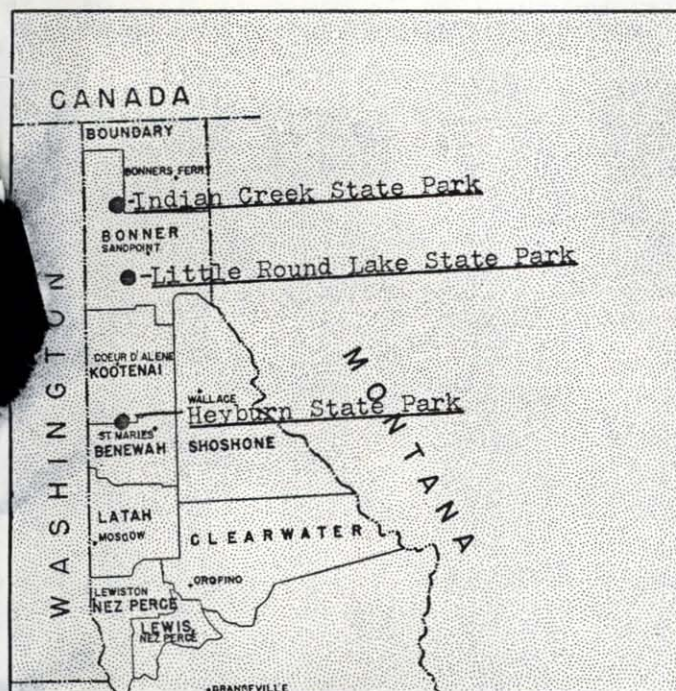 CANADA
BOUNDARY
BONNERS FERRY
-Indian Creek State Park
BONNER
SANDPOINT
-Little Round Lake State Park
WASHINGTON
MONTANA
COEUR D'ALENE
KOOTENAI
WALLACE
Heyburn State Park
ST MARIES
BENEWAH
SHOSHONE
LATAH
MOSCOW
CLEARWATER
OROFINO
LEWISTON
NEZ PERCE
LEWIS
NEZ PERCE
GRANGEVILLE